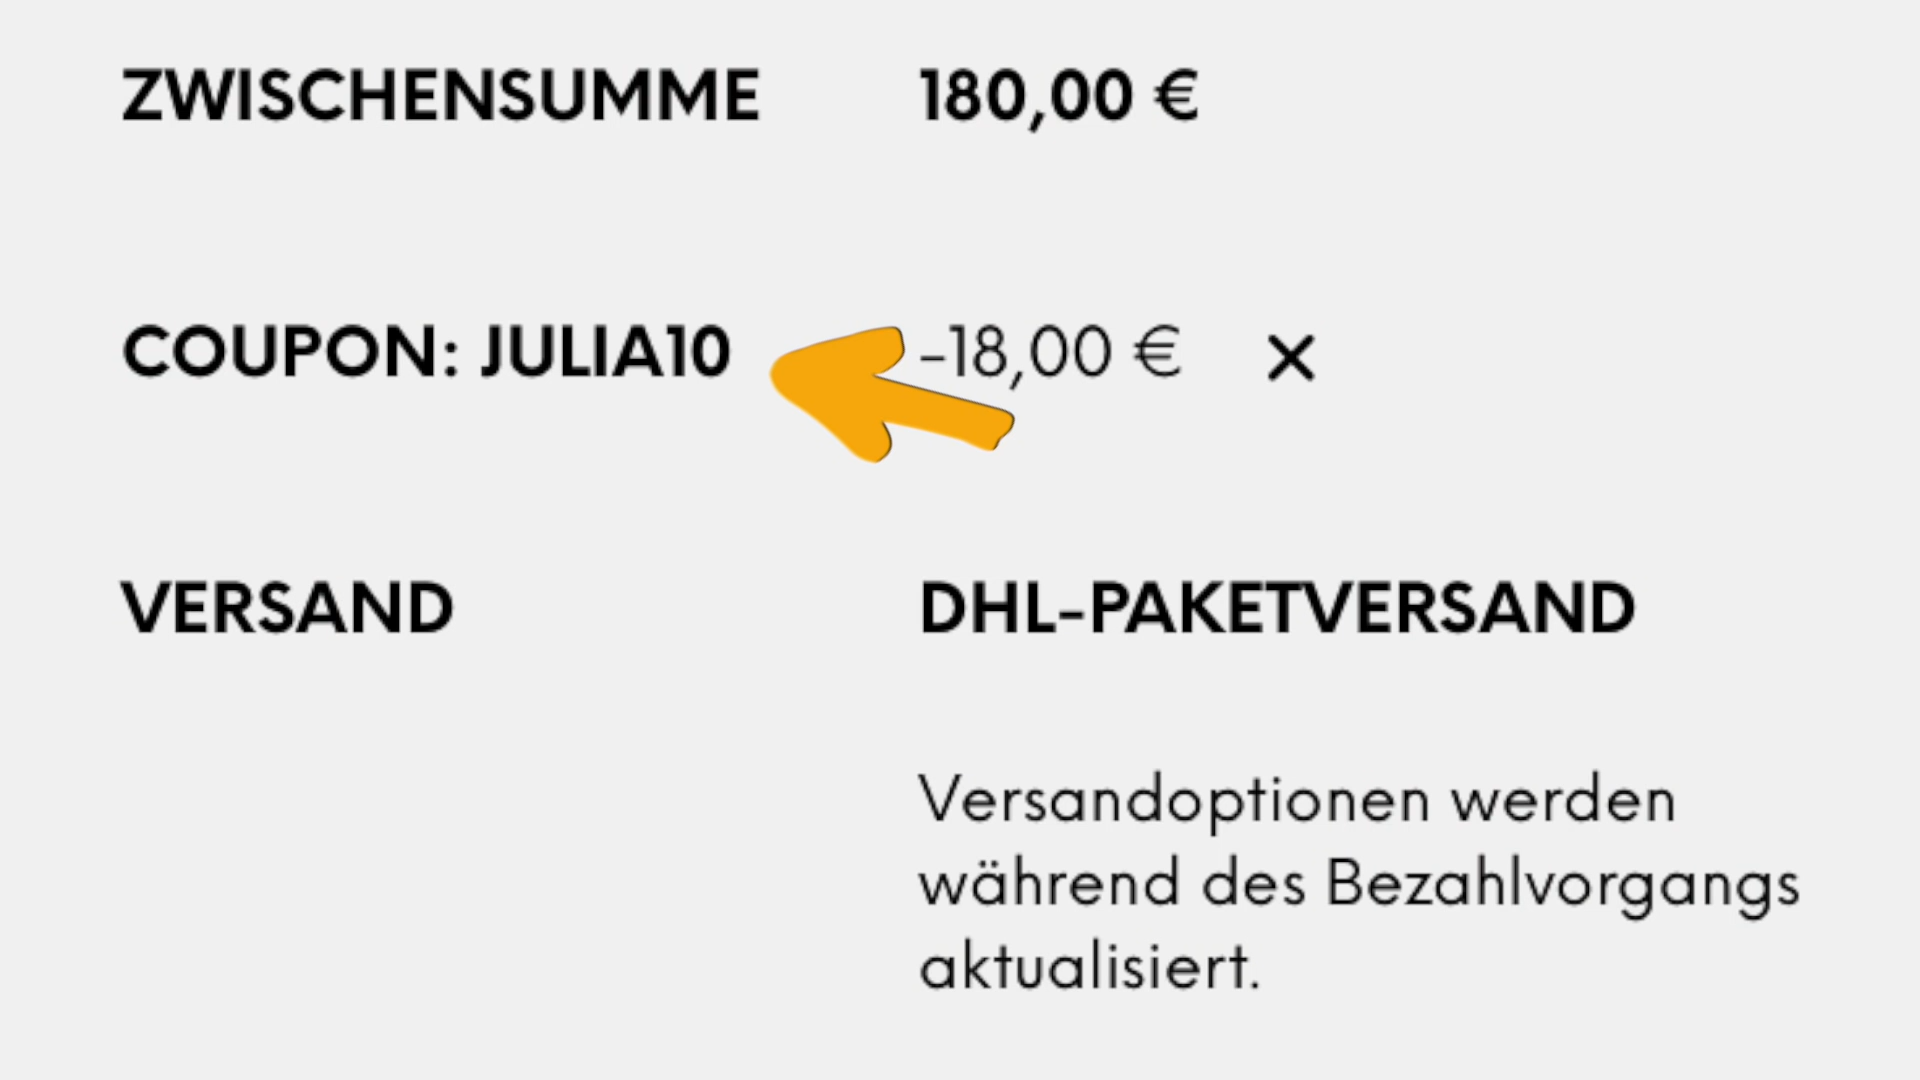 ZWISCHENSUMME 180,00 €
COUPON: JULIA10 -18,00 € ×
VERSAND DHL-PAKETVERSAND
Versandoptionen werden
während des Bezahlvorgangs
aktualisiert.